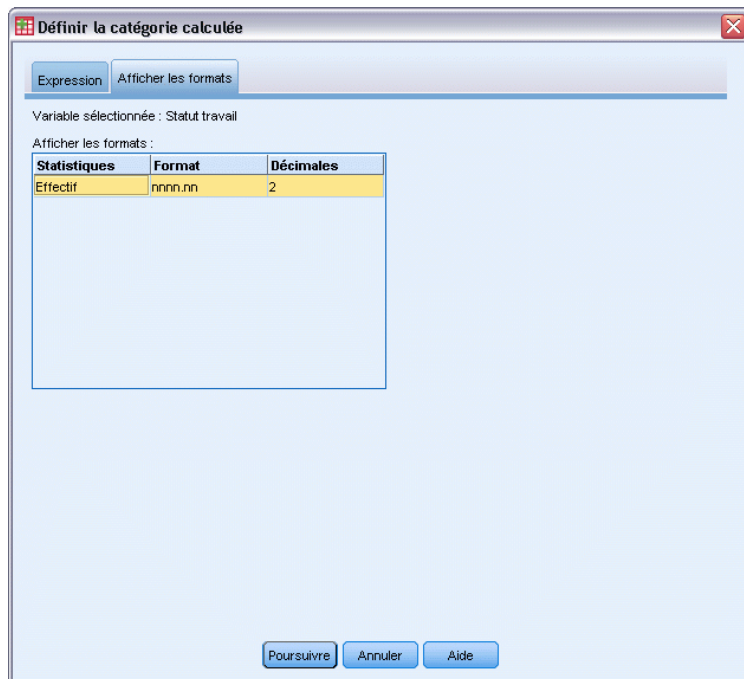 Définir la catégorie calculée
Expression Afficher les formats
Variable sélectionnée : Statut travail
Afficher les formats :
Statistiques Format Décimales
Effectif nnnn.nn 2
Poursuivre Annuler Aide